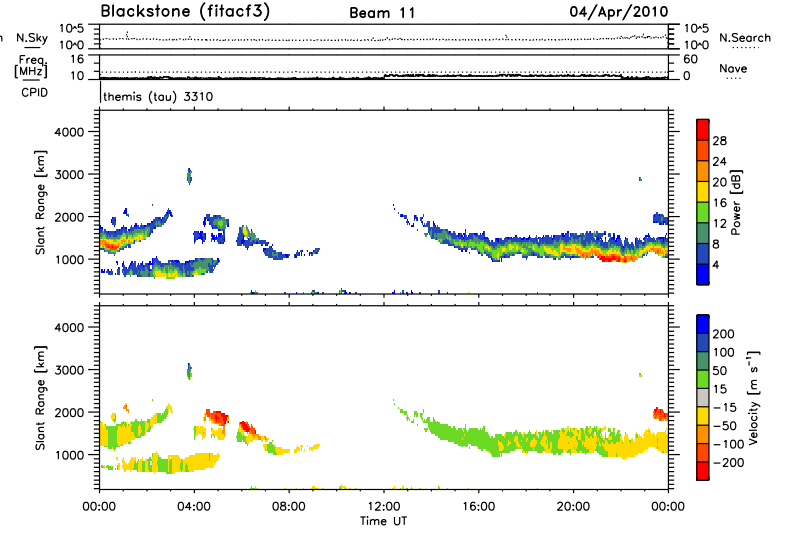 Blackstone (fitacf3) Beam 11 04/Apr/2010
n N.Sky 10^5 10^5 N.Search
10^0 10^0
Freq. 16 60 Nave
[MHz] 10 0
CPID themis (tau) 3310
Slant Range [km]
4000
3000
2000
1000
Power [dB]
28
24
20
16
12
8
4
Slant Range [km]
4000
3000
2000
1000
Velocity [m s⁻¹]
200
100
50
15
-15
-50
-100
-200
00:00 04:00 08:00 12:00 16:00 20:00 00:00
Time UT